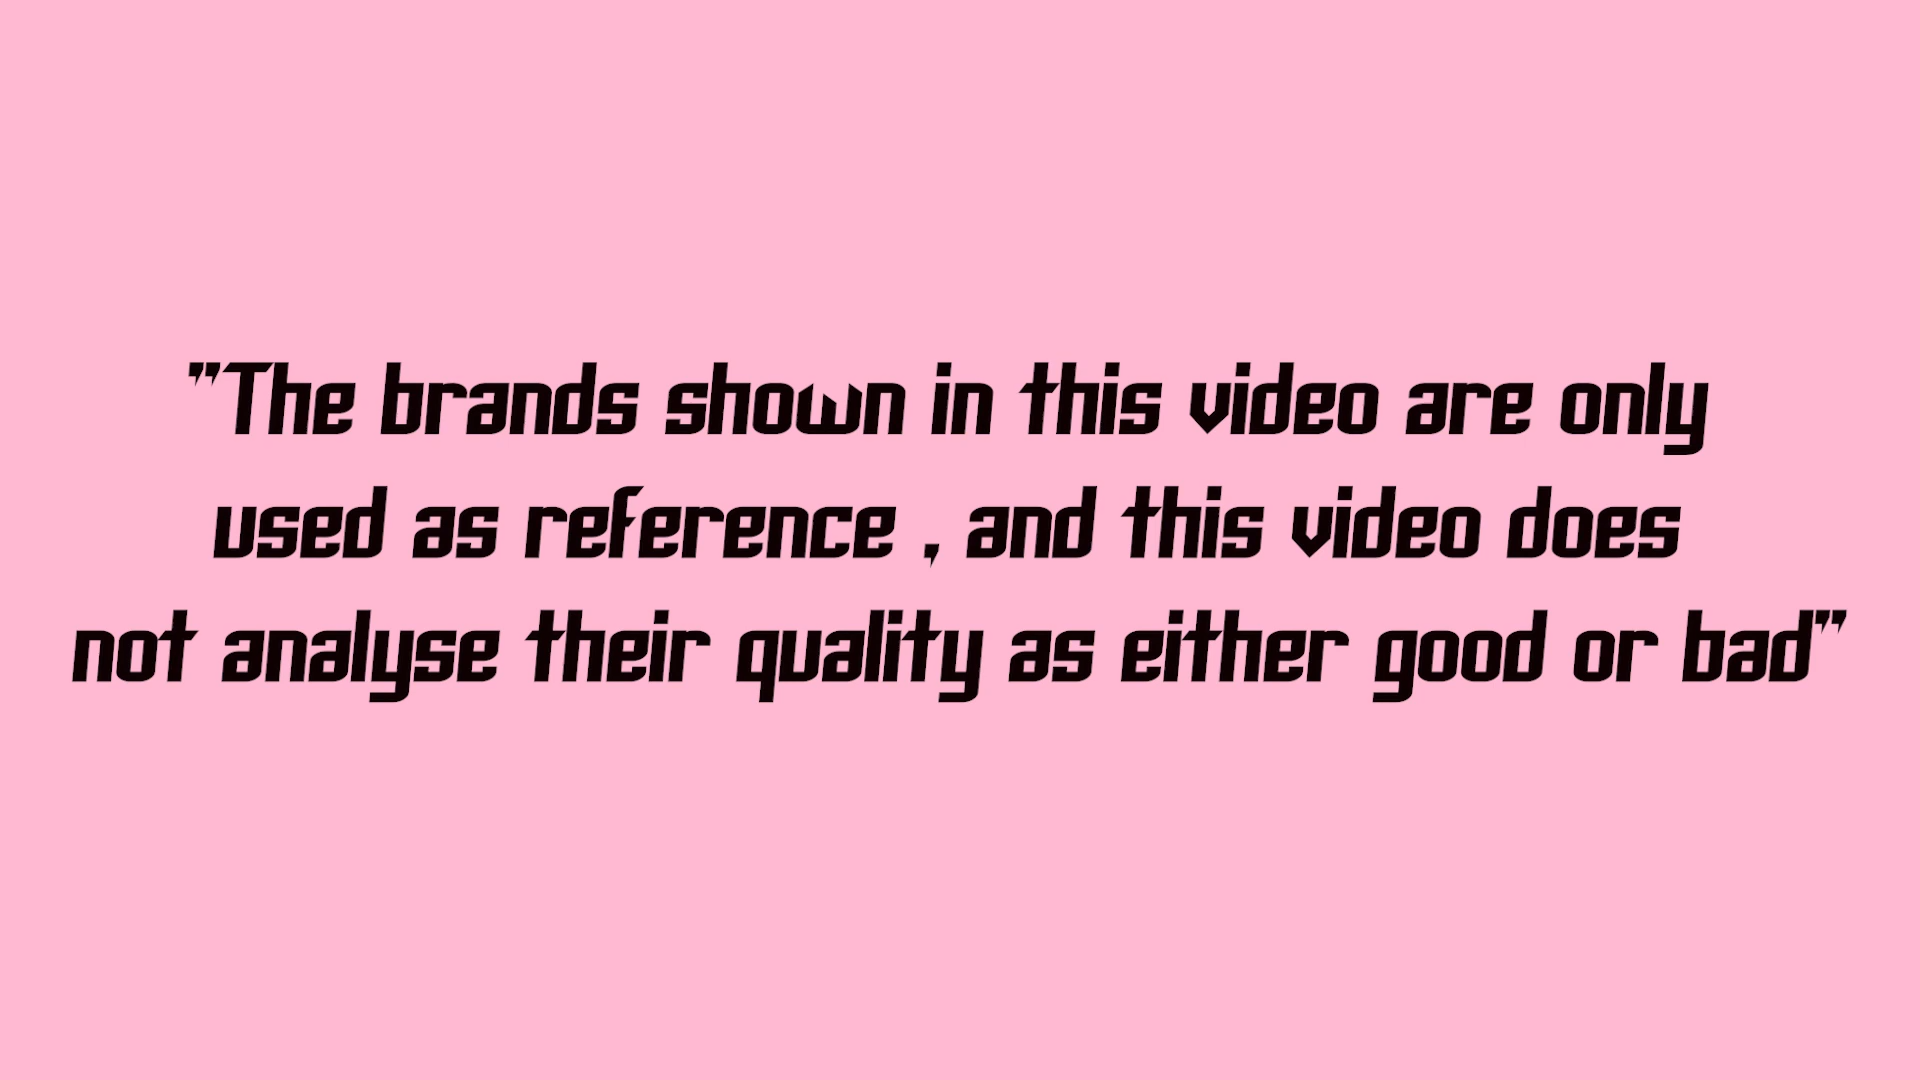 "The brands shown in this video are only
used as reference , and this video does
not analyse their quality as either good or bad"